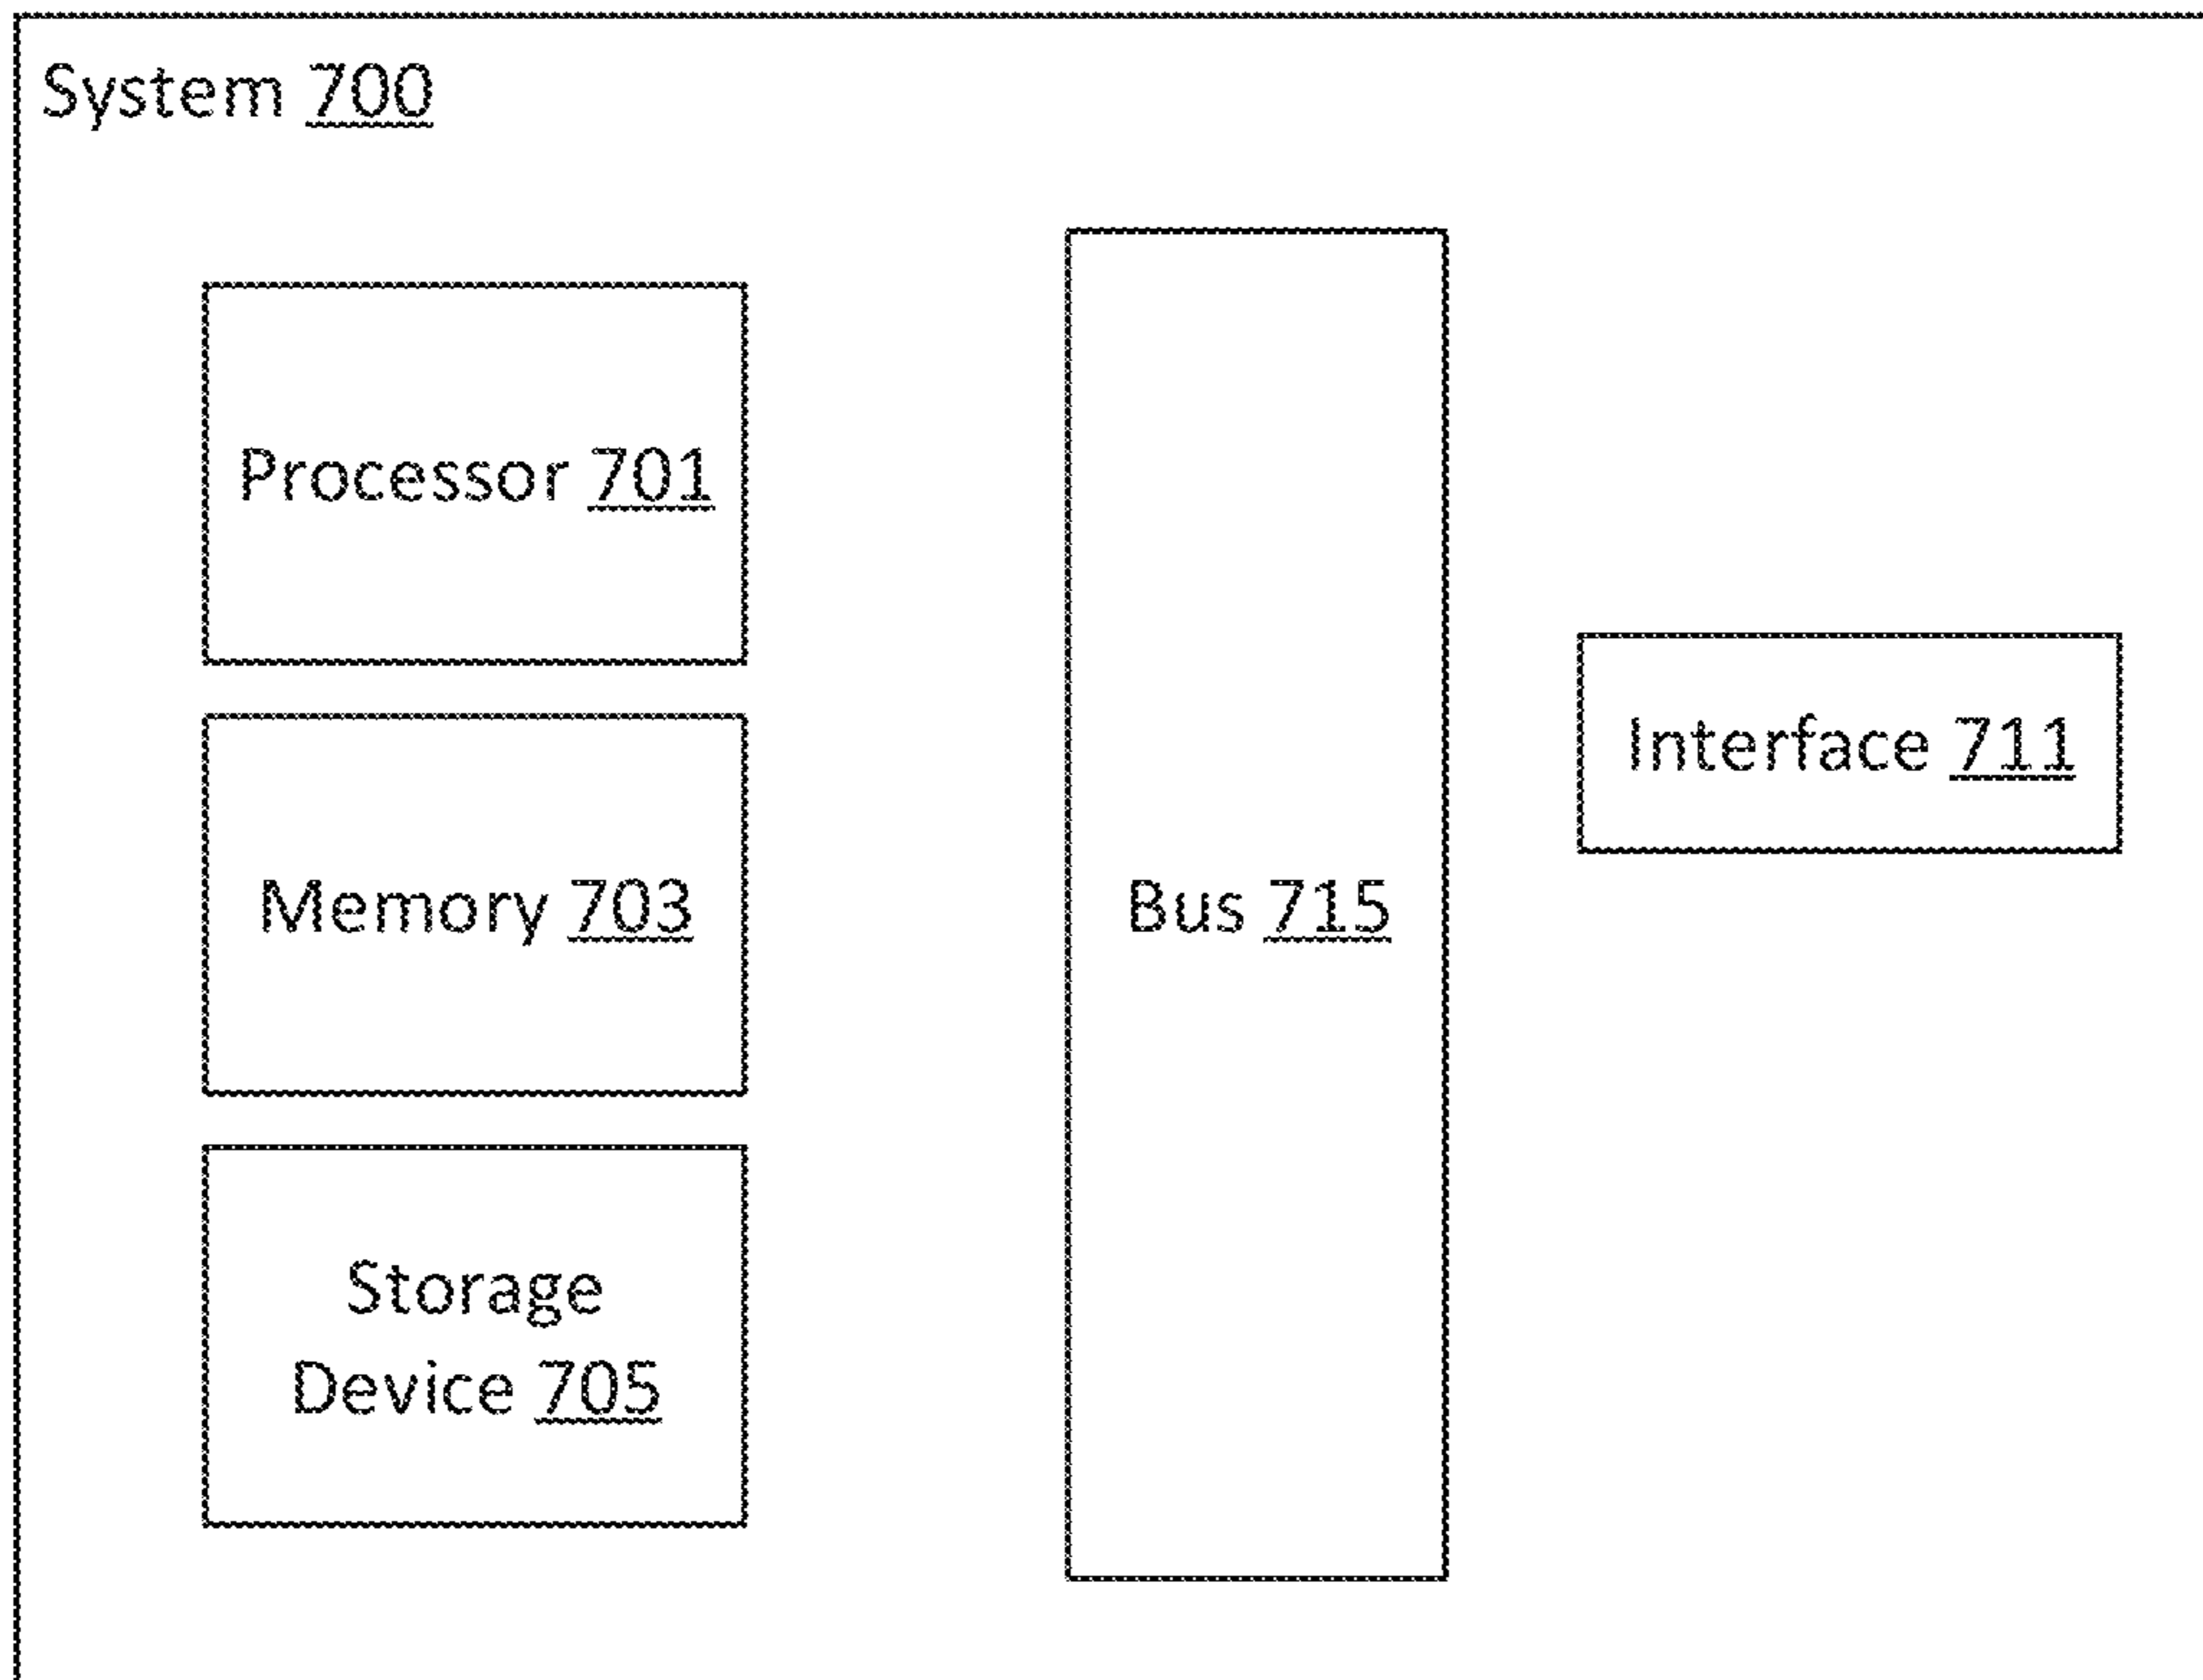 System 700
Processor 701
Memory 703
Storage
Device 705
Bus 715
Interface 711